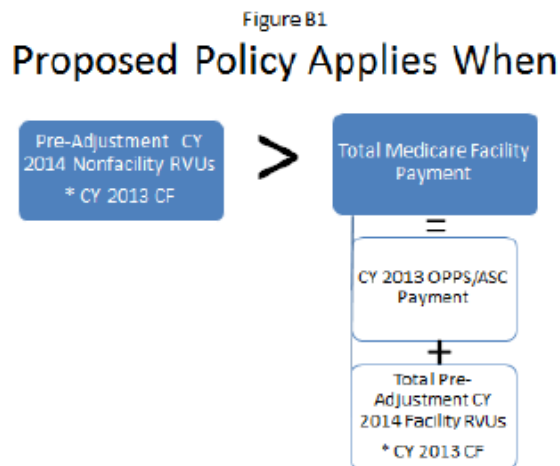 Figure B1
Proposed Policy Applies When
Pre-Adjustment CY
2014 Nonfacility RVUs
* CY 2013 CF
>
Total Medicare Facility
Payment
=
CY 2013 OPPS/ASC
Payment
+
Total Pre-
Adjustment CY
2014 Facility RVUs
* CY 2013 CF